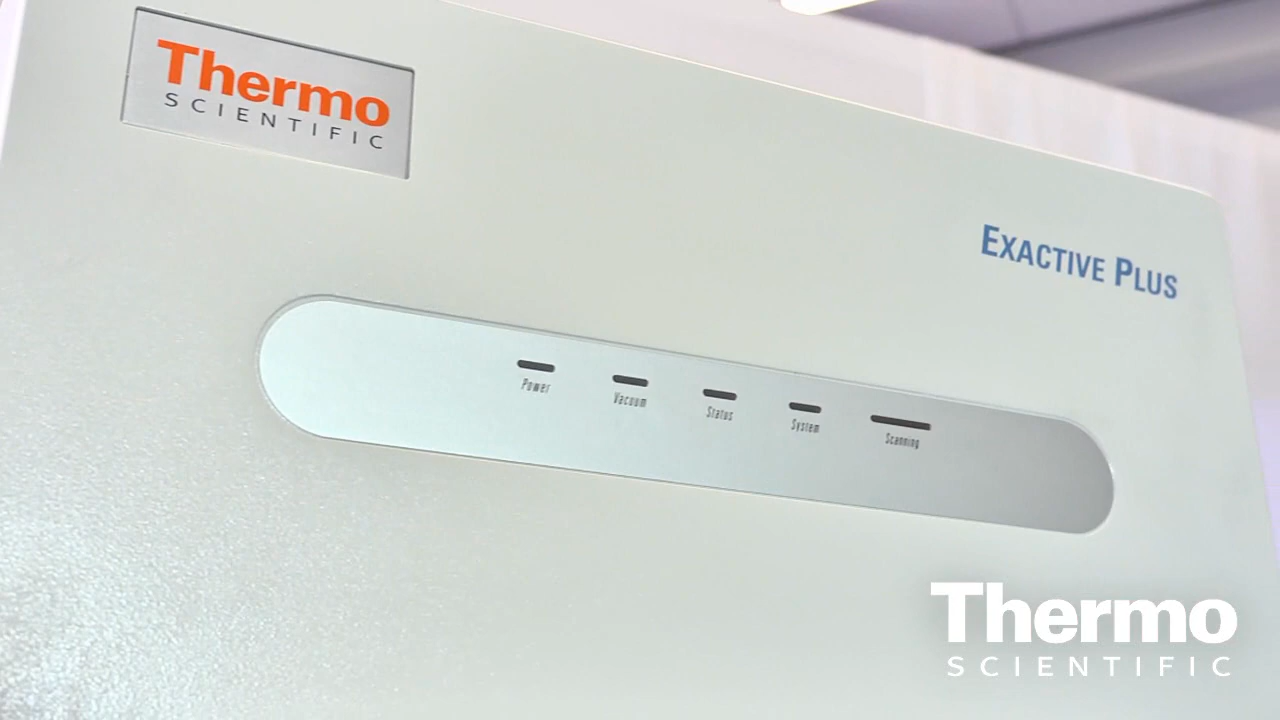 Thermo
SCIENTIFIC
EXACTIVE PLUS
Power
Vacuum
Status
System
Scanning
Thermo
SCIENTIFIC